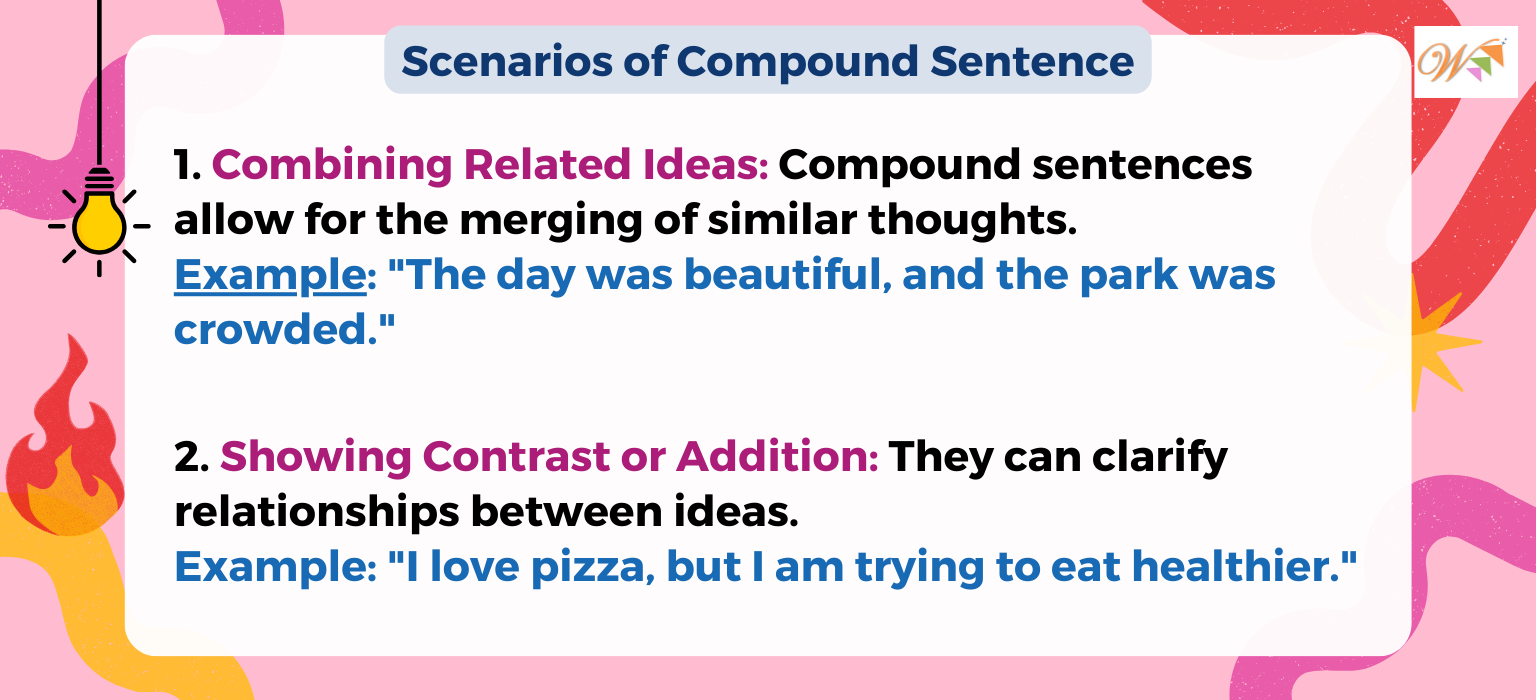 Scenarios of Compound Sentence
1. Combining Related Ideas: Compound sentences
allow for the merging of similar thoughts.
Example: "The day was beautiful, and the park was
crowded."
2. Showing Contrast or Addition: They can clarify
relationships between ideas.
Example: "I love pizza, but I am trying to eat healthier."
W